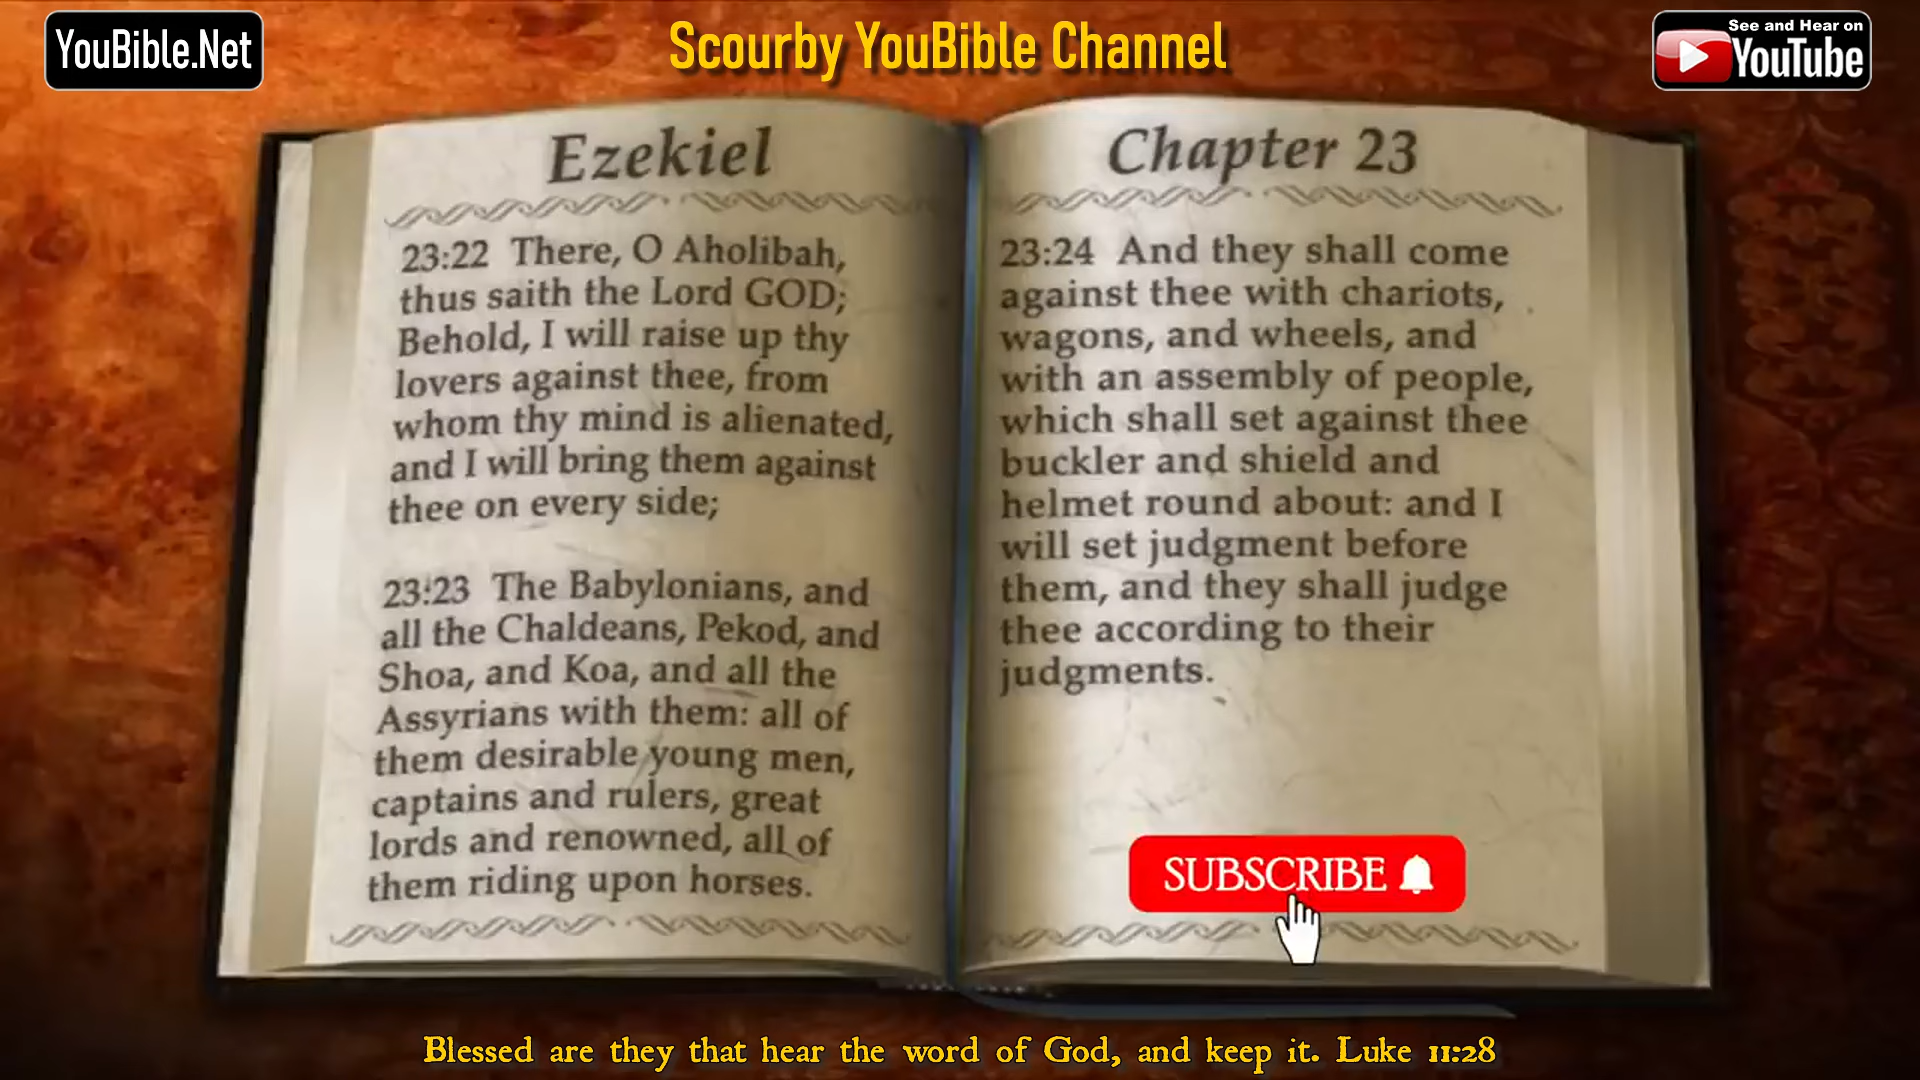 YouBible.Net
Scourby YouBible Channel
See and Hear on
YouTube
Ezekiel
23:22 There, O Aholibah,
thus saith the Lord GOD;
Behold, I will raise up thy
lovers against thee, from
whom thy mind is alienated,
and I will bring them against
thee on every side;
23:23 The Babylonians, and
all the Chaldeans, Pekod, and
Shoa, and Koa, and all the
Assyrians with them: all of
them desirable young men,
captains and rulers, great
lords and renowned, all of
them riding upon horses.
Chapter 23
23:24 And they shall come
against thee with chariots,
wagons, and wheels, and
with an assembly of people,
which shall set against thee
buckler and shield and
helmet round about: and I
will set judgment before
them, and they shall judge
thee according to their
judgments.
SUBSCRIBE
Blessed are they that hear the word of God, and keep it. Luke 11:28